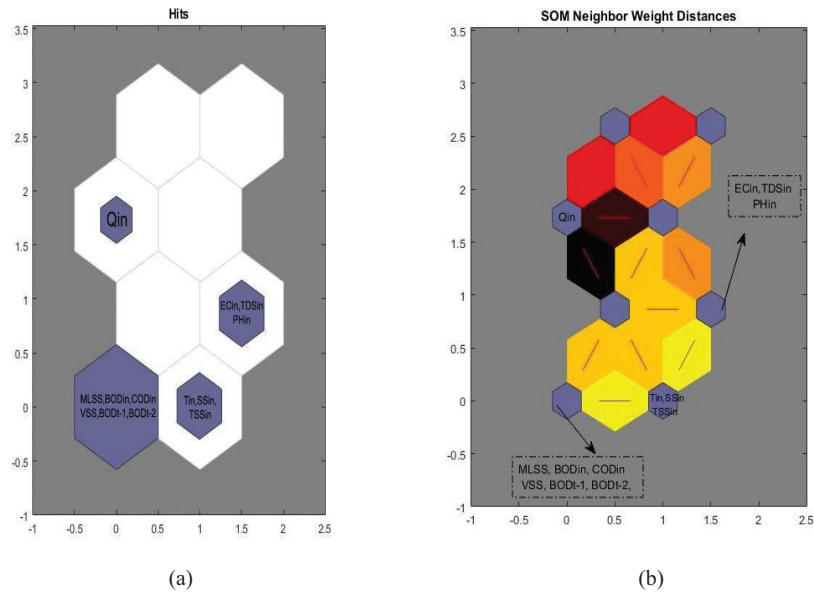 Hits
3.5
3
2.5
2
1.5
1
0.5
0
-0.5
-1
-1 -0.5 0 0.5 1 1.5 2 2.5
Qin
ECin,TDSin
PHin
MLSS,BODin,CODin
VSS,BODt-1,BODt-2
Tin,SSin,
TSSin
(a)
SOM Neighbor Weight Distances
3.5
3
2.5
2
1.5
1
0.5
0
-0.5
-1
-1 -0.5 0 0.5 1 1.5 2 2.5
ECin,TDSin
PHin
Qin
Tin,SSin
TSSin
MLSS, BODin, CODin
VSS, BODt-1, BODt-2,
(b)